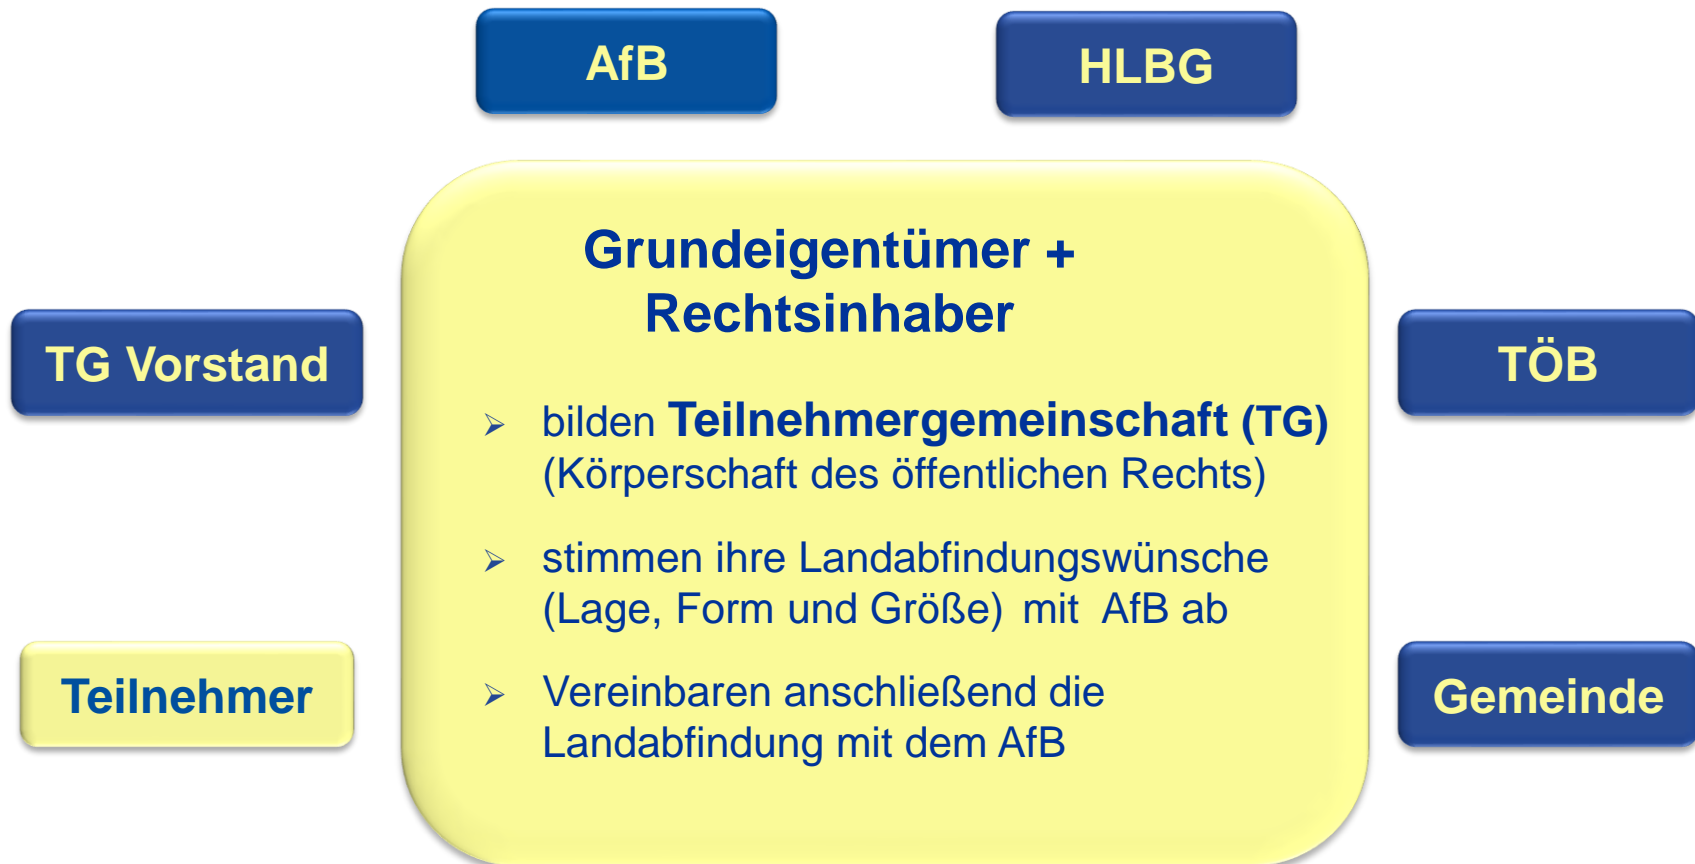 AfB
HLBG
Grundeigentümer +
Rechtsinhaber
TG Vorstand
TÖB
➢ bilden Teilnehmergemeinschaft (TG)
(Körperschaft des öffentlichen Rechts)
➢ stimmen ihre Landabfindungswünsche
(Lage, Form und Größe) mit AfB ab
Teilnehmer
➢ Vereinbaren anschließend die
Landabfindung mit dem AfB
Gemeinde